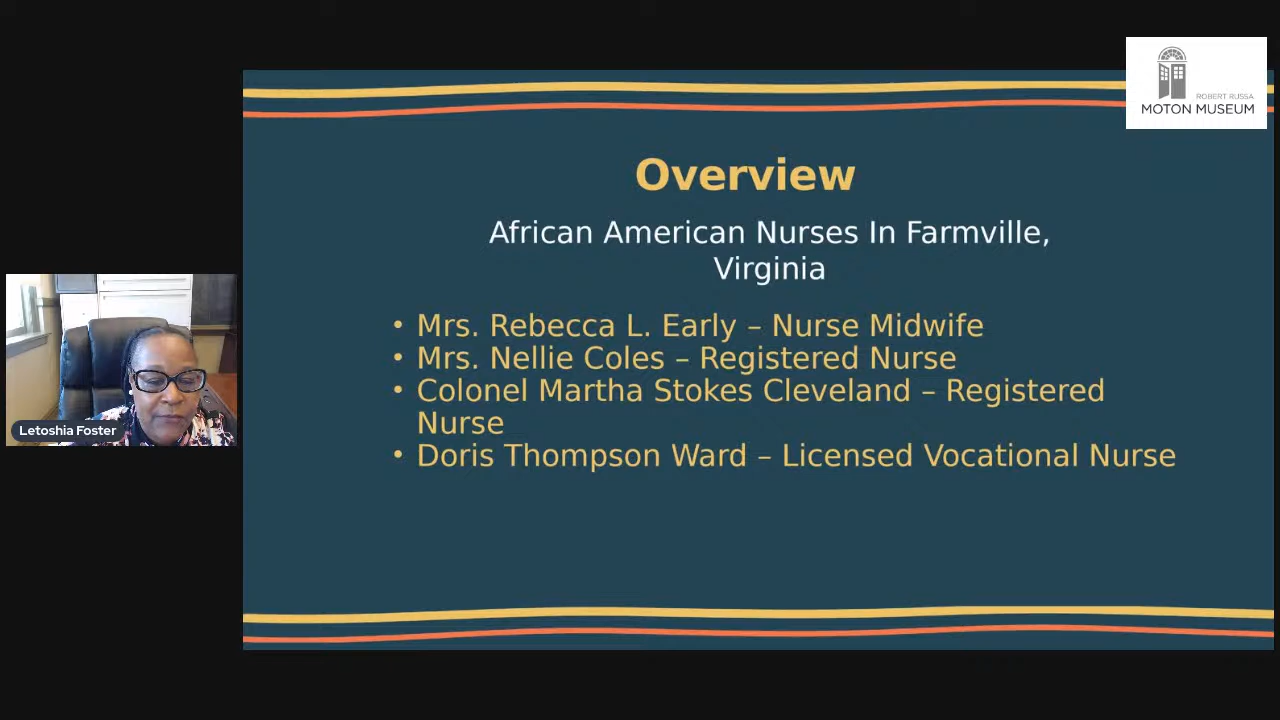 ROBERT RUSSA
MOTON MUSEUM
Overview
African American Nurses In Farmville,
Virginia
• Mrs. Rebecca L. Early – Nurse Midwife
• Mrs. Nellie Coles – Registered Nurse
• Colonel Martha Stokes Cleveland – Registered
Nurse
• Doris Thompson Ward – Licensed Vocational Nurse
Letoshia Foster